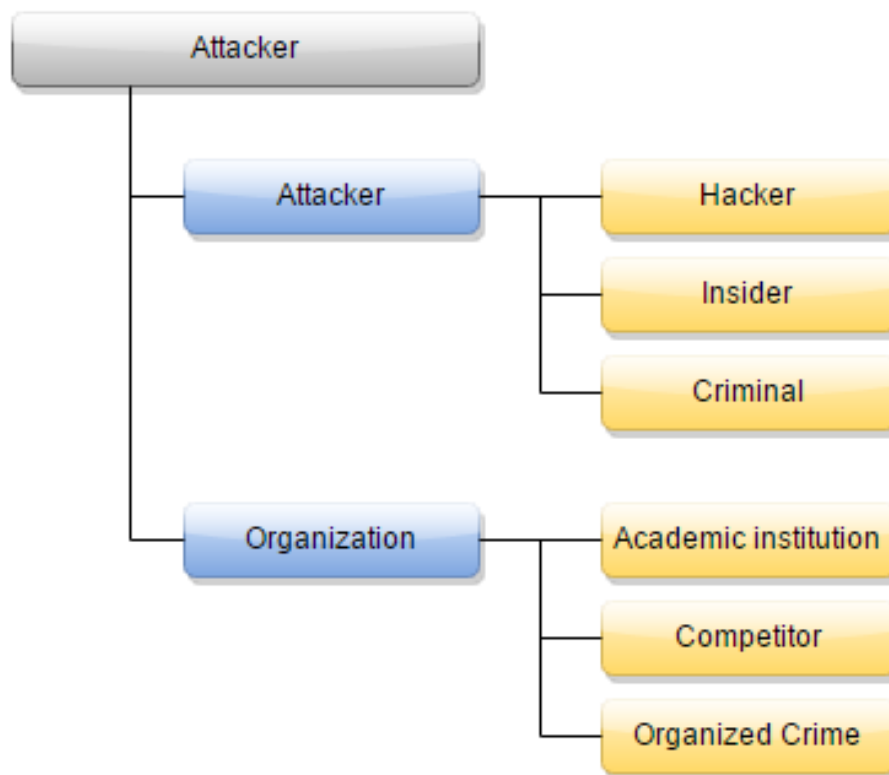 Attacker
Attacker
Hacker
Insider
Criminal
Organization
Academic institution
Competitor
Organized Crime